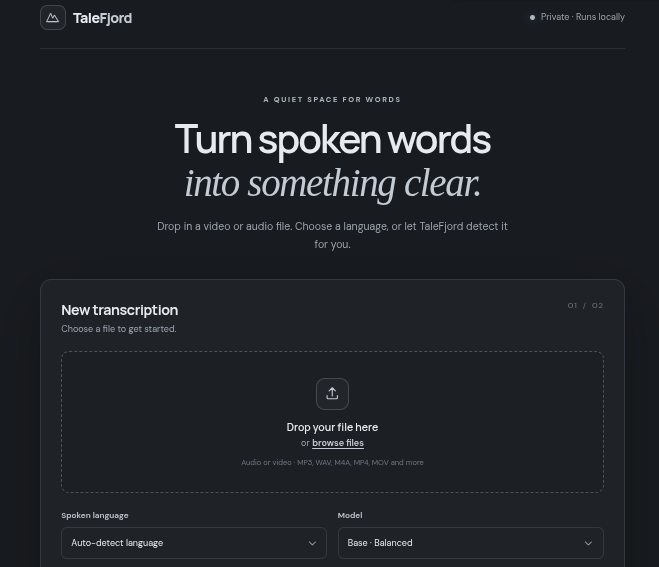 TaleFjord
Private · Runs locally
A QUIET SPACE FOR WORDS
Turn spoken words
into something clear.
Drop in a video or audio file. Choose a language, or let TaleFjord detect it
for you.
New transcription
01 / 02
Choose a file to get started.
Drop your file here
or browse files
Audio or video · MP3, WAV, M4A, MP4, MOV and more
Spoken language
Model
Auto-detect language
Base · Balanced